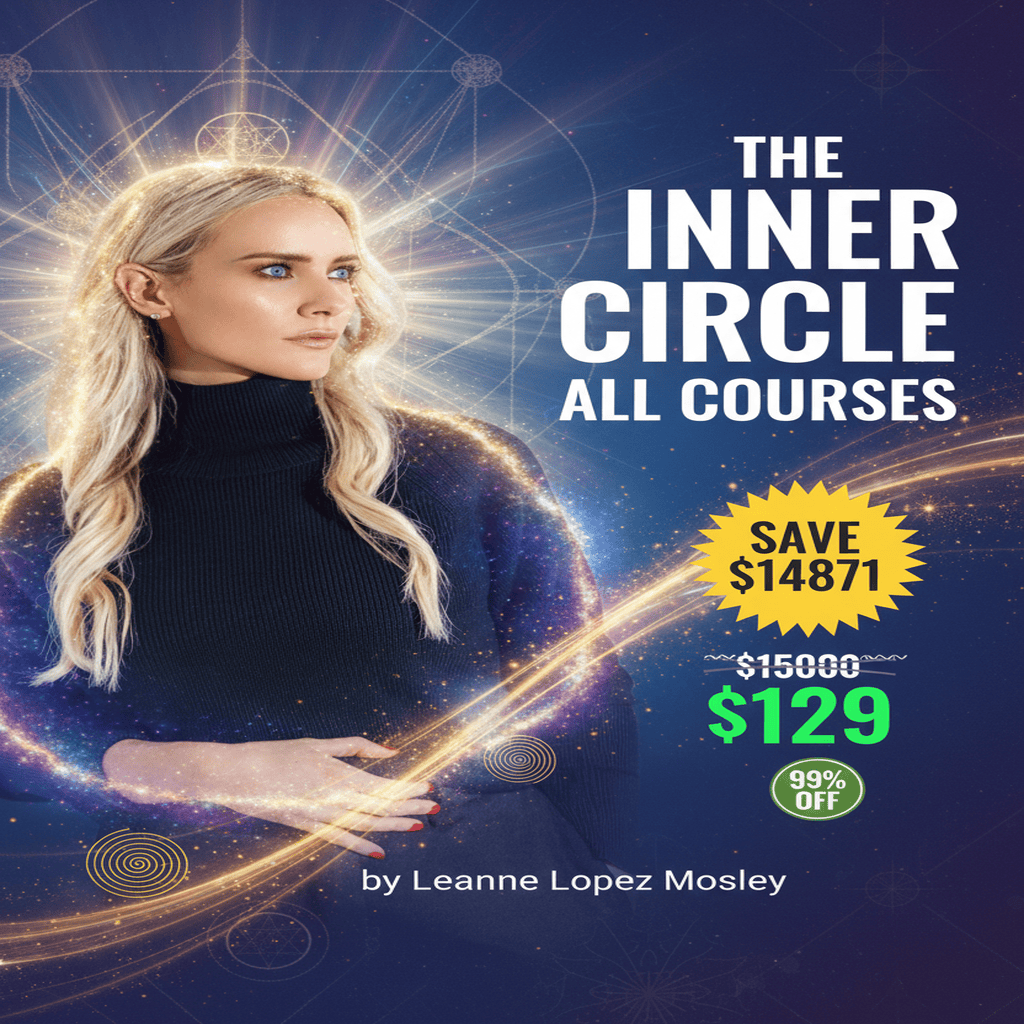 THE
INNER
CIRCLE
ALL COURSES
SAVE
$14871
$15000
$129
99%
OFF
by Leanne Lopez Mosley